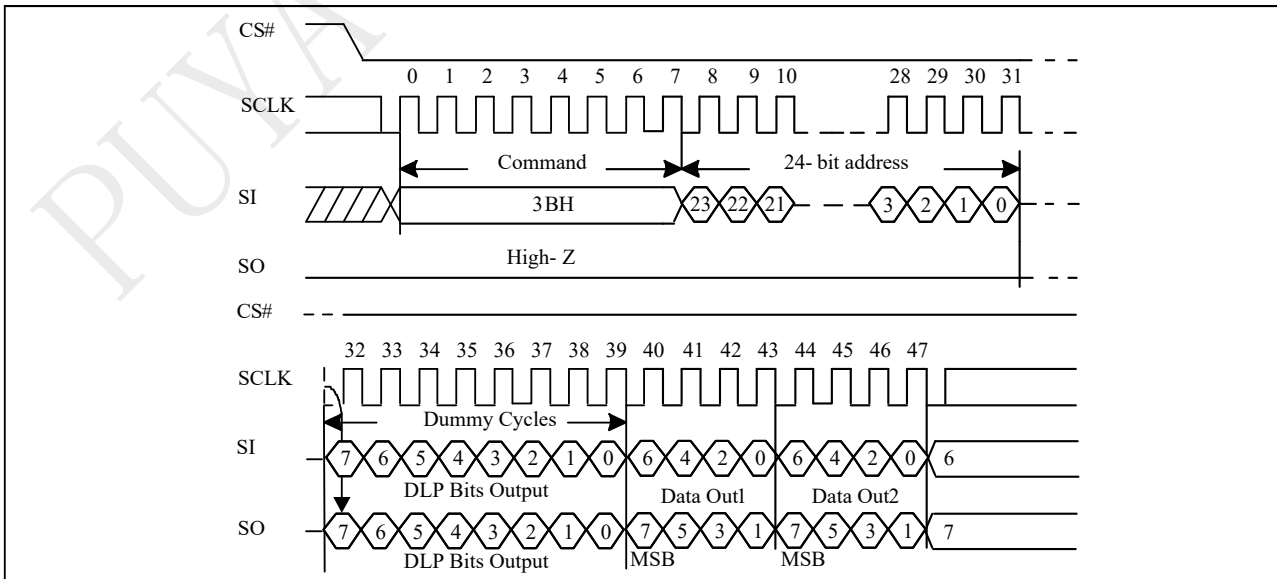 PUYA
CS#
0 1 2 3 4 5 6 7 8 9 10 28 29 30 31
SCLK
Command 24- bit address
SI 3BH 23 22 21 3 2 1 0
High- Z
SO
CS#
32 33 34 35 36 37 38 39 40 41 42 43 44 45 46 47
SCLK
Dummy Cycles
SI 7 6 5 4 3 2 1 0 6 4 2 0 6 4 2 0 6
DLP Bits Output Data Out1 Data Out2
SO 7 6 5 4 3 2 1 0 7 5 3 1 7 5 3 1 7
DLP Bits Output MSB MSB